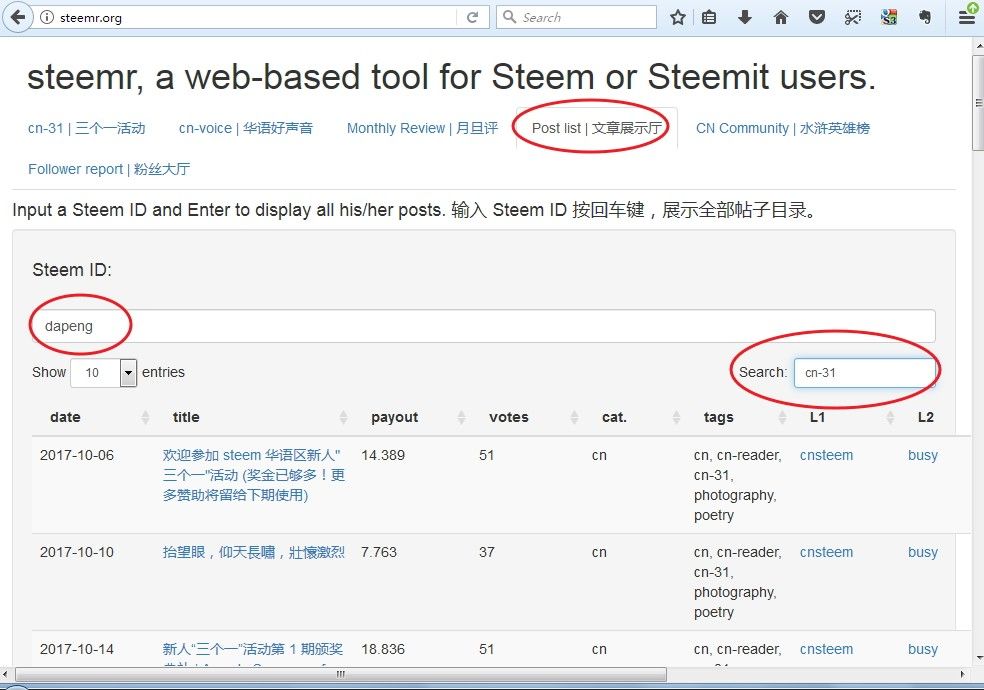 steemr.org
Search
steemr, a web-based tool for Steem or Steemit users.
cn-31 | 三个一活动 cn-voice | 华语好声音 Monthly Review | 月旦评 Post list | 文章展示厅 CN Community | 水浒英雄榜
Follower report | 粉丝大厅
Input a Steem ID and Enter to display all his/her posts. 输入 Steem ID 按回车键，展示全部帖子目录。
Steem ID:
dapeng
Show 10 entries Search: cn-31
date title payout votes cat. tags L1 L2
2017-10-06 欢迎参加 steem 华语区新人" 14.389 51 cn cn, cn-reader, cnsteem busy
三个一"活动 (奖金已够多！更 cn-31,
多赞助将留给下期使用) photography,
poetry
2017-10-10 抬望眼，仰天長嘯，壯懷激烈 7.763 37 cn cn, cn-reader, cnsteem busy
cn-31,
photography,
poetry
2017-10-14 新人“三个一”活动第 1 期颁奖 18.836 51 cn cn, cn-reader, cnsteem busy